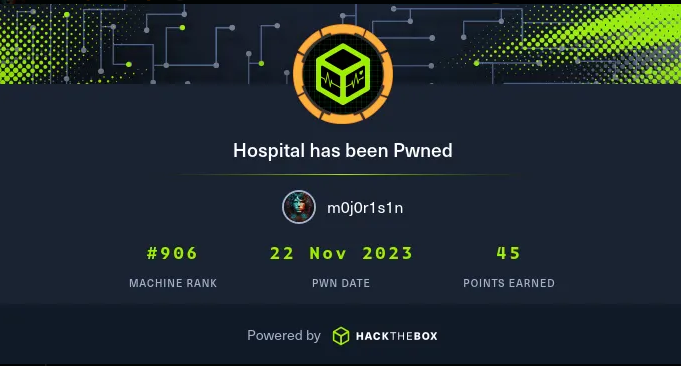 Hospital has been Pwned
m0j0r1s1n
#906 22 Nov 2023 45
MACHINE RANK PWN DATE POINTS EARNED
Powered by HACKTHEBOX